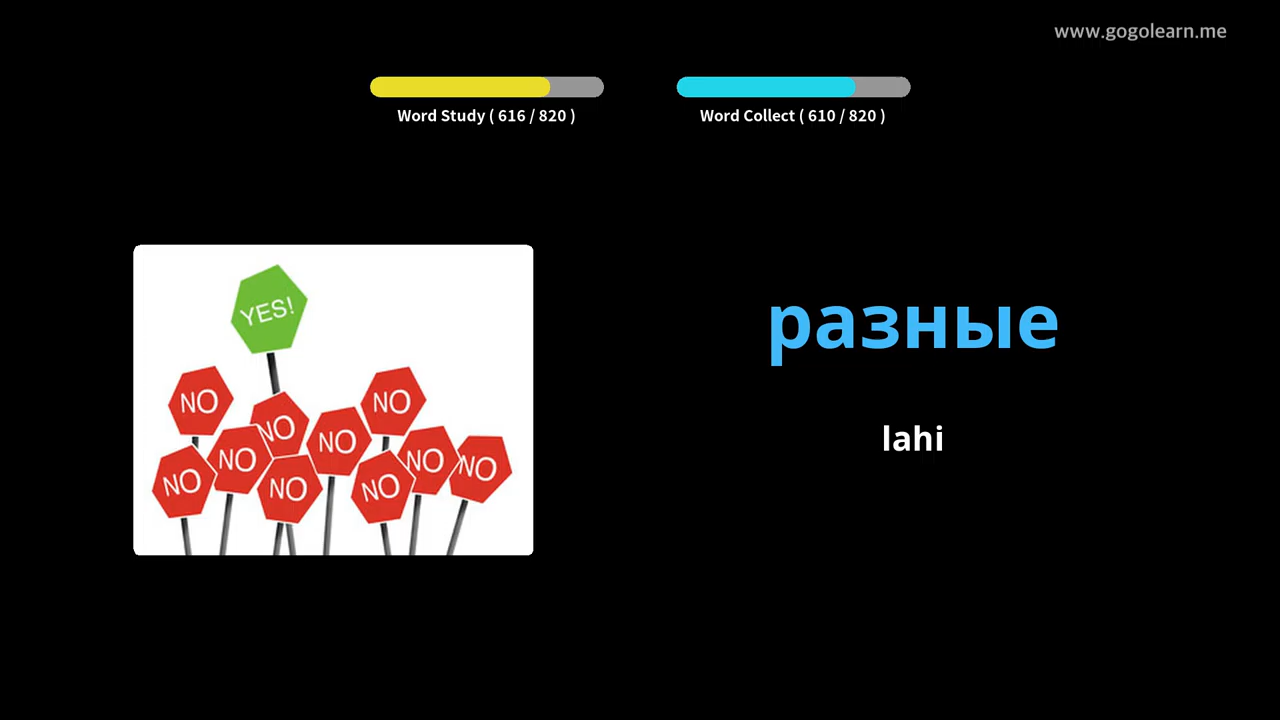 www.gogolearn.me
Word Study ( 616 / 820 )
Word Collect ( 610 / 820 )
YES!
NO
NO
NO
NO
NO
NO
NO
NO
NO
NO
разные
lahi